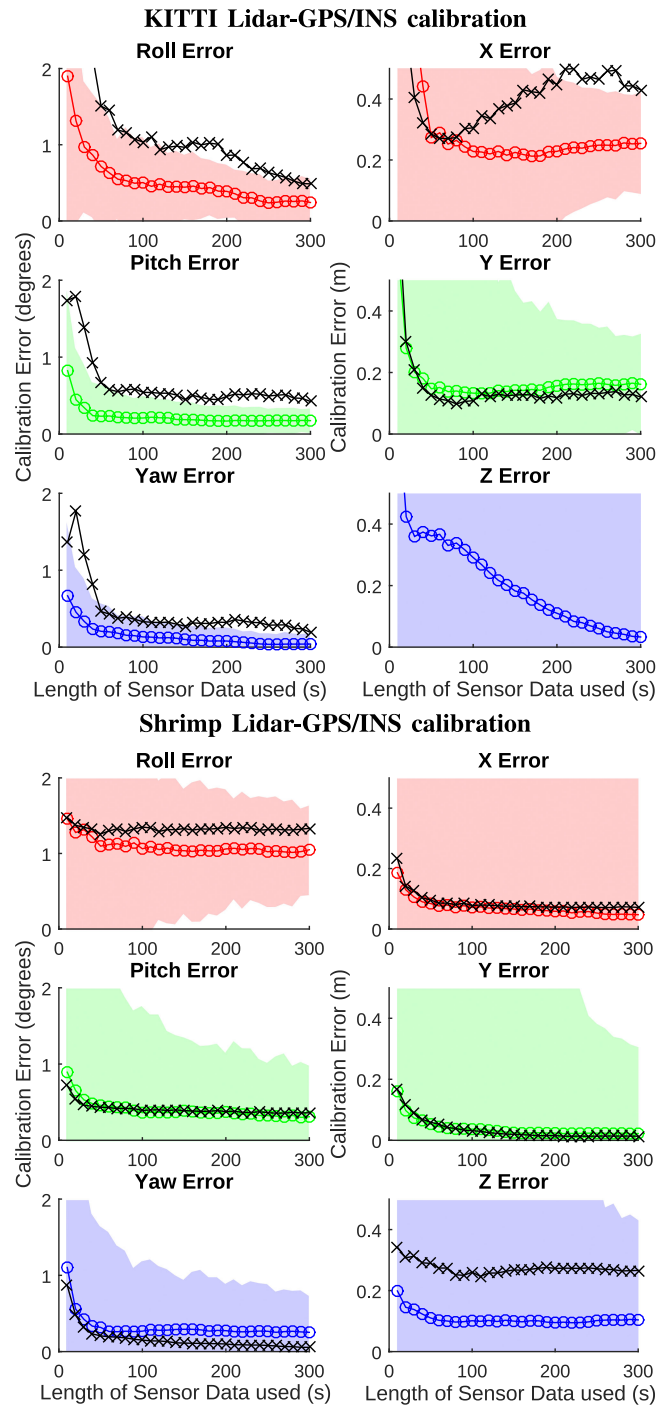 KITTI Lidar-GPS/INS calibration
Roll Error
X Error
2
1
0
0 100 200 300
0.4
0.2
0
0 100 200 300
Pitch Error
Y Error
2
1
0
0 100 200 300
0.4
0.2
0
0 100 200 300
Calibration Error (degrees)
Calibration Error (m)
Yaw Error
Z Error
2
1
0
0 100 200 300
0.4
0.2
0
0 100 200 300
Length of Sensor Data used (s)
Length of Sensor Data used (s)
Shrimp Lidar-GPS/INS calibration
Roll Error
X Error
2
1
0
0 100 200 300
0.4
0.2
0
0 100 200 300
Pitch Error
Y Error
2
1
0
0 100 200 300
0.4
0.2
0
0 100 200 300
Calibration Error (degrees)
Calibration Error (m)
Yaw Error
Z Error
2
1
0
0 100 200 300
0.4
0.2
0
0 100 200 300
Length of Sensor Data used (s)
Length of Sensor Data used (s)